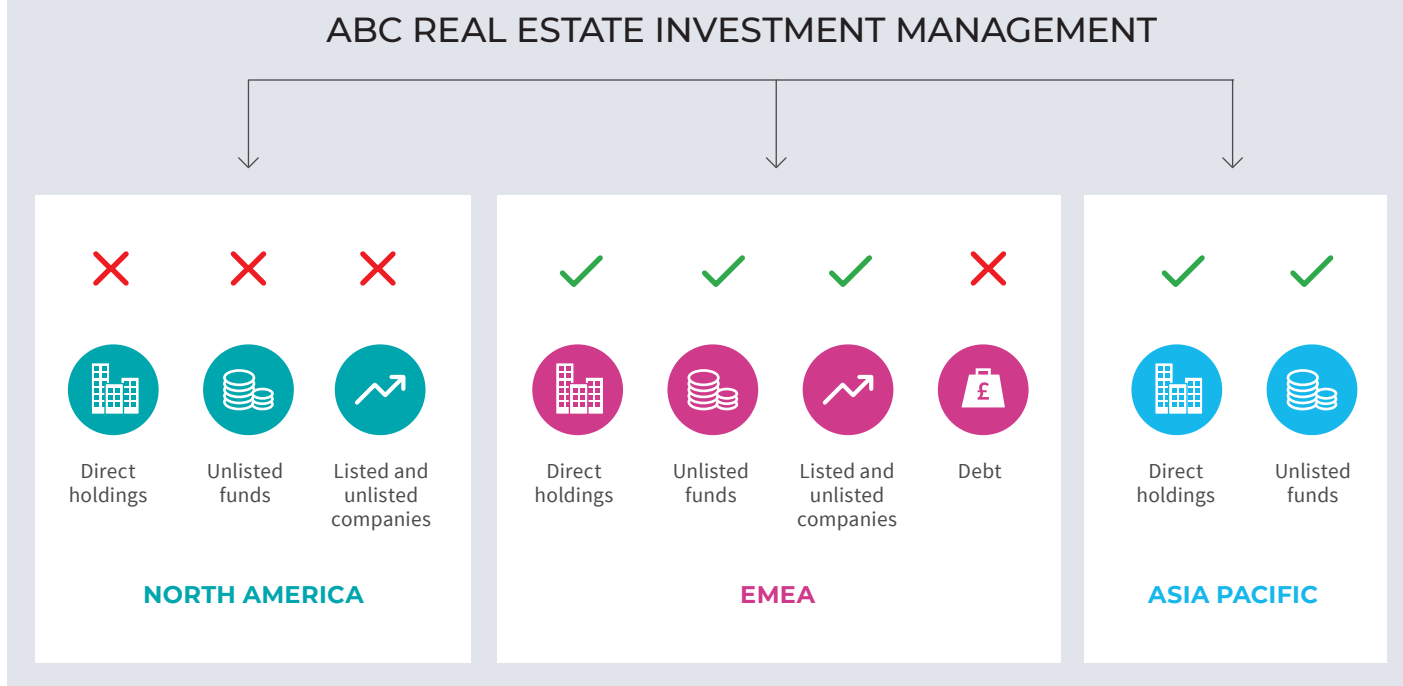 ABC REAL ESTATE INVESTMENT MANAGEMENT
Direct
holdings
Unlisted
funds
Listed and
unlisted
companies
NORTH AMERICA
Direct
holdings
Unlisted
funds
Listed and
unlisted
companies
£
Debt
EMEA
Direct
holdings
Unlisted
funds
ASIA PACIFIC